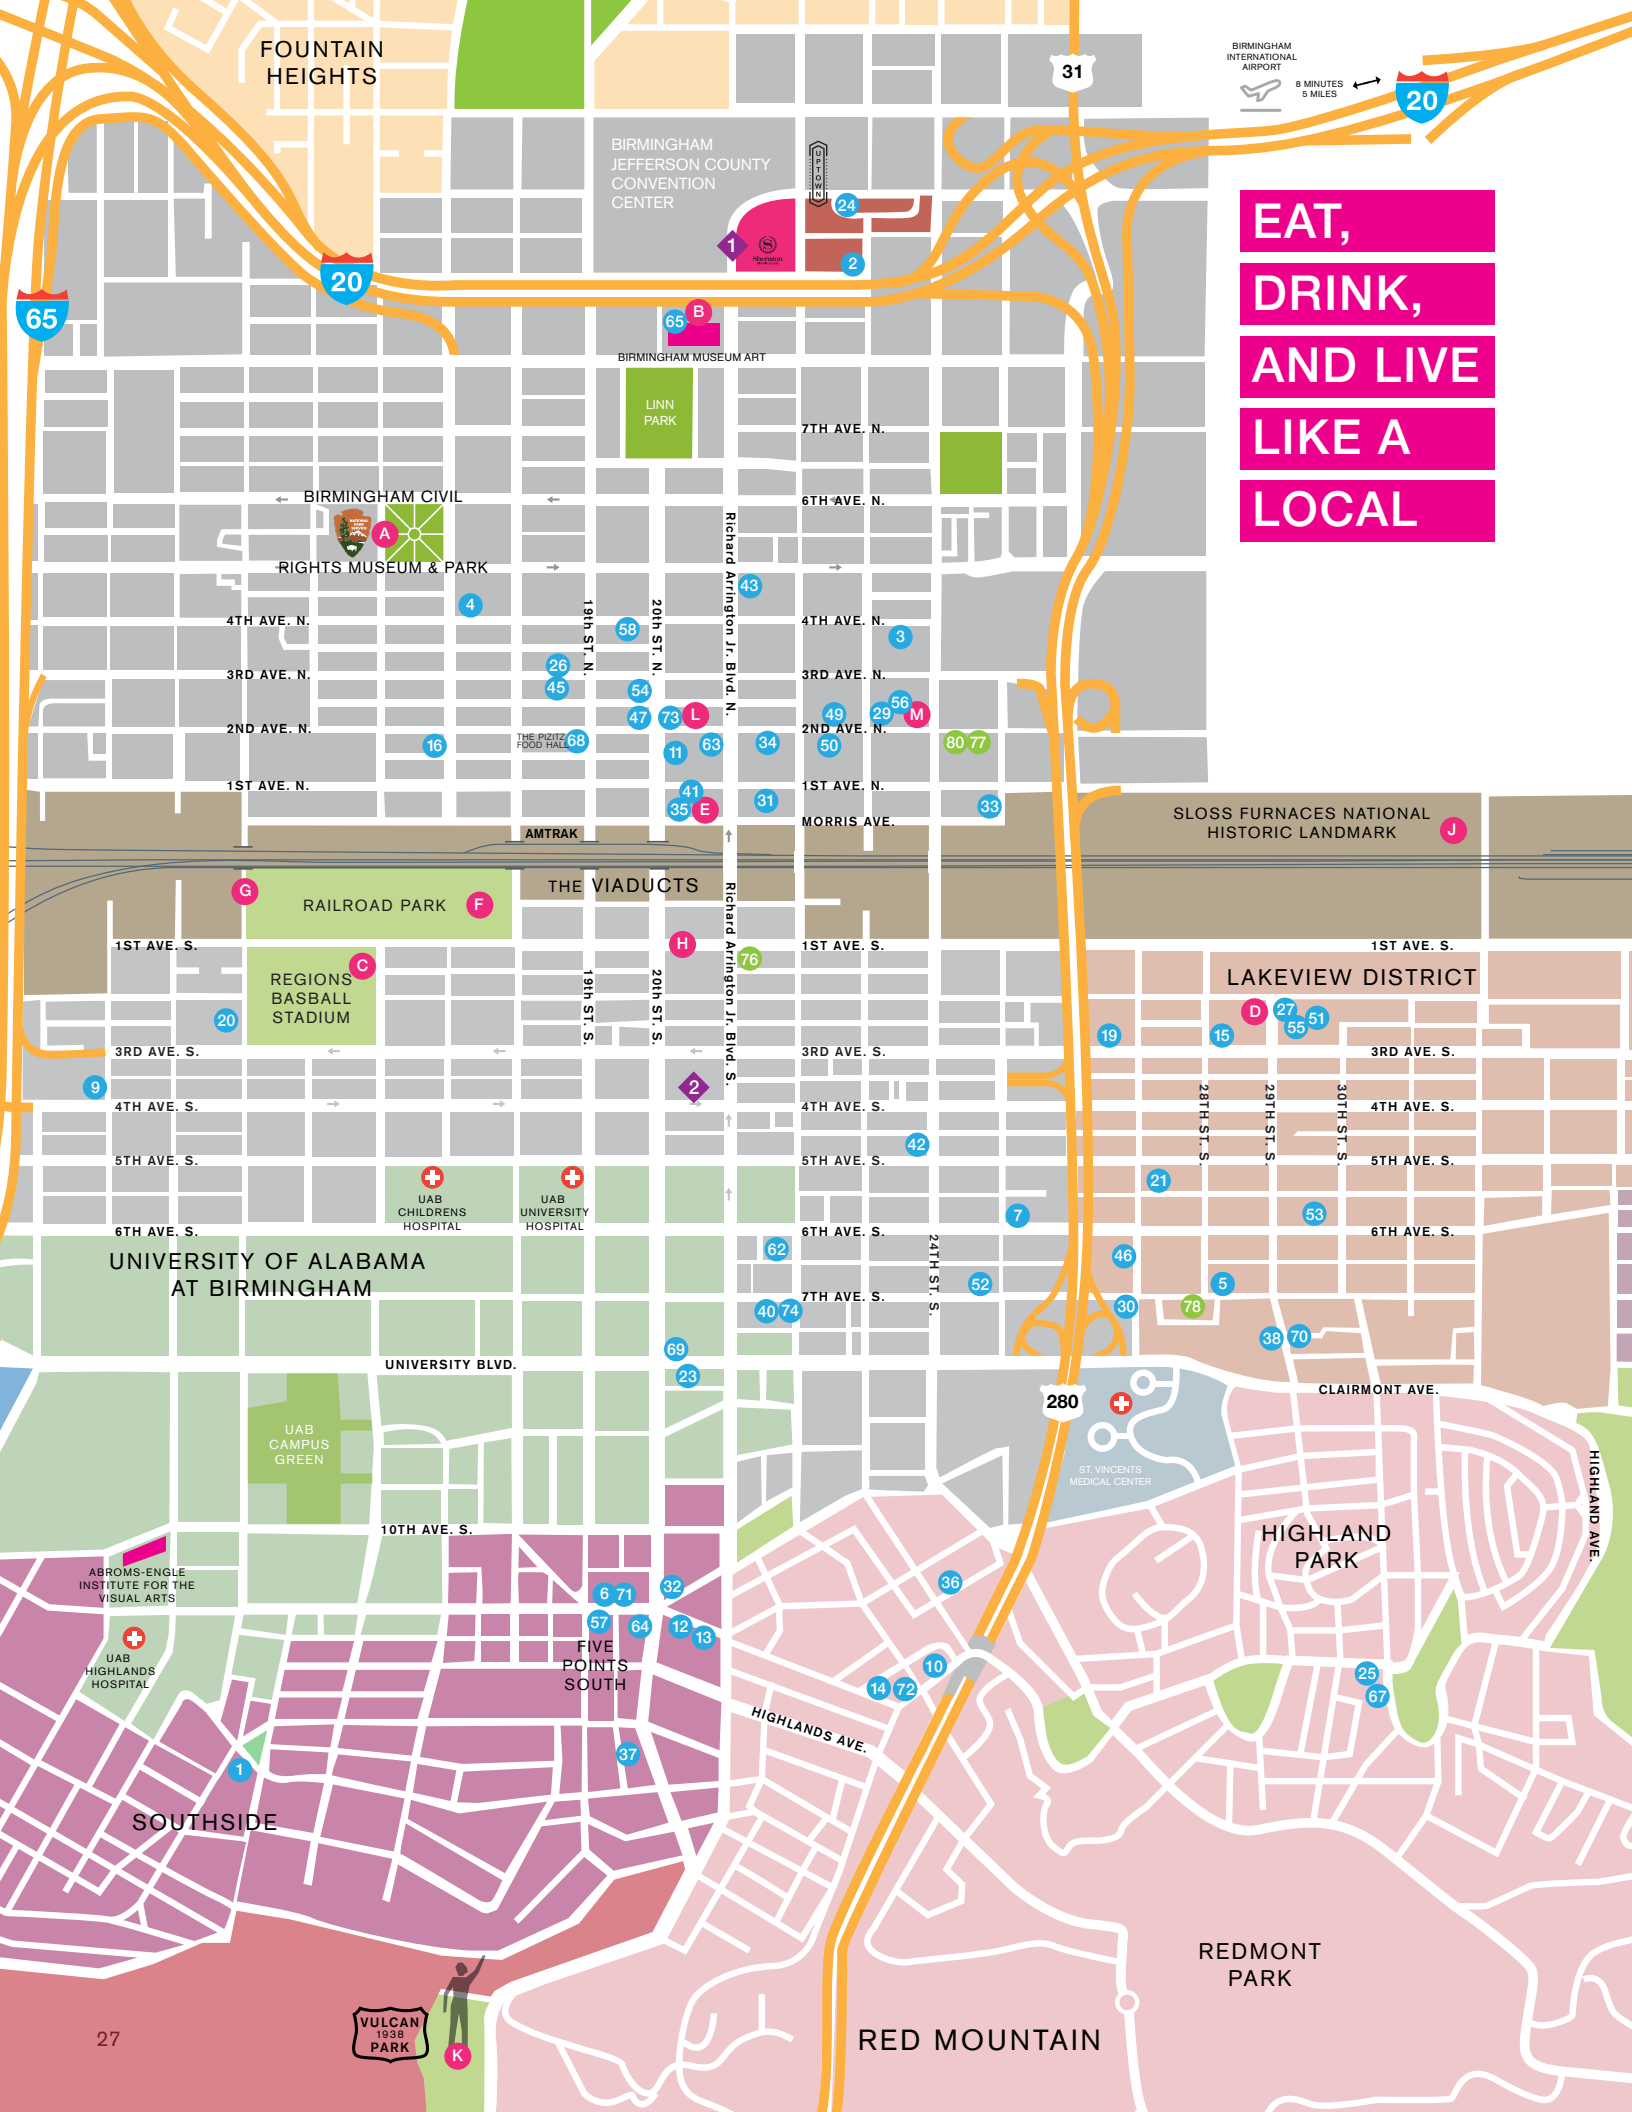 FOUNTAIN
HEIGHTS
31
BIRMINGHAM
INTERNATIONAL
AIRPORT
8 MINUTES
5 MILES
20
BIRMINGHAM
JEFFERSON COUNTY
CONVENTION
CENTER
UPTOWN
24
1
Sheraton
2
EAT,
DRINK,
AND LIVE
LIKE A
LOCAL
20
65
B
65
BIRMINGHAM MUSEUM ART
LINN
PARK
7TH AVE. N.
6TH AVE. N.
BIRMINGHAM CIVIL
NATIONAL
PARK
SERVICE
A
RIGHTS MUSEUM & PARK
Richard Arrington Jr. Blvd. N.
43
4
19th ST. N.
20th ST. N.
4TH AVE. N.
58
4TH AVE. N.
3
26
3RD AVE. N.
3RD AVE. N.
45
54
47
73
L
49
29
56
M
2ND AVE. N.
2ND AVE. N.
16
THE PIZITZ
FOOD HALL
68
11
63
34
50
80
77
1ST AVE. N.
1ST AVE. N.
41
35
E
31
33
MORRIS AVE.
SLOSS FURNACES NATIONAL
HISTORIC LANDMARK
J
AMTRAK
THE VIADUCTS
G
RAILROAD PARK
F
Richard Arrington Jr. Blvd. S.
1ST AVE. S.
H
1ST AVE. S.
1ST AVE. S.
76
C
REGIONS
BASBALL
STADIUM
19th ST. S.
20th ST. S.
LAKEVIEW DISTRICT
D
27
51
55
20
19
15
3RD AVE. S.
3RD AVE. S.
3RD AVE. S.
9
2
28TH ST. S.
29TH ST. S.
30TH ST. S.
4TH AVE. S.
4TH AVE. S.
4TH AVE. S.
42
5TH AVE. S.
5TH AVE. S.
5TH AVE. S.
UAB
CHILDRENS
HOSPITAL
UAB
UNIVERSITY
HOSPITAL
21
7
53
6TH AVE. S.
6TH AVE. S.
6TH AVE. S.
UNIVERSITY OF ALABAMA
AT BIRMINGHAM
62
24TH ST. S.
46
52
5
7TH AVE. S.
40
74
30
78
38
70
69
UNIVERSITY BLVD.
23
CLAIRMONT AVE.
280
UAB
CAMPUS
GREEN
ST. VINCENTS
MEDICAL CENTER
HIGHLAND AVE.
10TH AVE. S.
HIGHLAND
PARK
ABROMS-ENGLE
INSTITUTE FOR THE
VISUAL ARTS
36
6
71
32
57
64
12
13
UAB
HIGHLANDS
HOSPITAL
FIVE
POINTS
SOUTH
10
14
72
25
67
HIGHLANDS AVE.
37
1
SOUTHSIDE
REDMONT
PARK
VULCAN
1938
PARK
K
RED MOUNTAIN
27